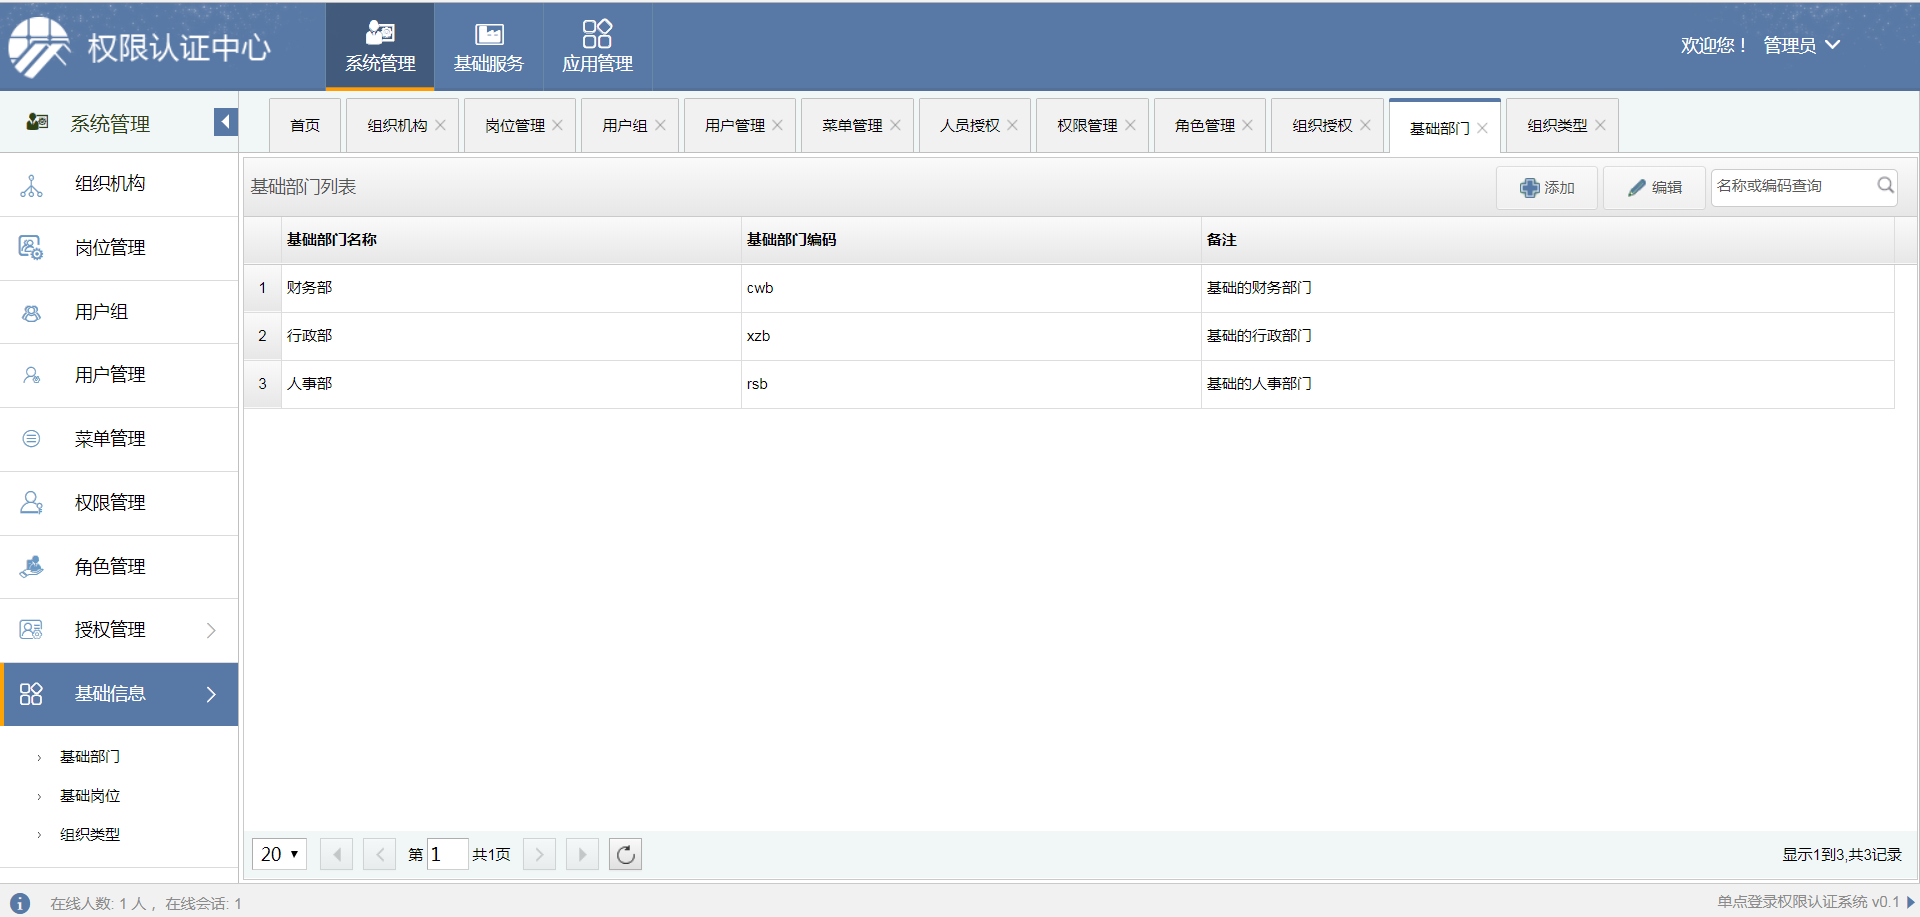 权限认证中心
系统管理
基础服务
应用管理
欢迎您！ 管理员
系统管理
首页
组织机构
岗位管理
用户组
用户管理
菜单管理
人员授权
权限管理
角色管理
组织授权
基础部门
组织类型
组织机构
岗位管理
用户组
用户管理
菜单管理
权限管理
角色管理
授权管理
基础信息
基础部门
基础岗位
组织类型
基础部门列表
添加
编辑
名称或编码查询
基础部门名称 基础部门编码 备注
1 财务部 cwb 基础的财务部门
2 行政部 xzb 基础的行政部门
3 人事部 rsb 基础的人事部门
20 第 1 共1页
显示1到3,共3记录
在线人数: 1 人， 在线会话: 1
单点登录权限认证系统 v0.1